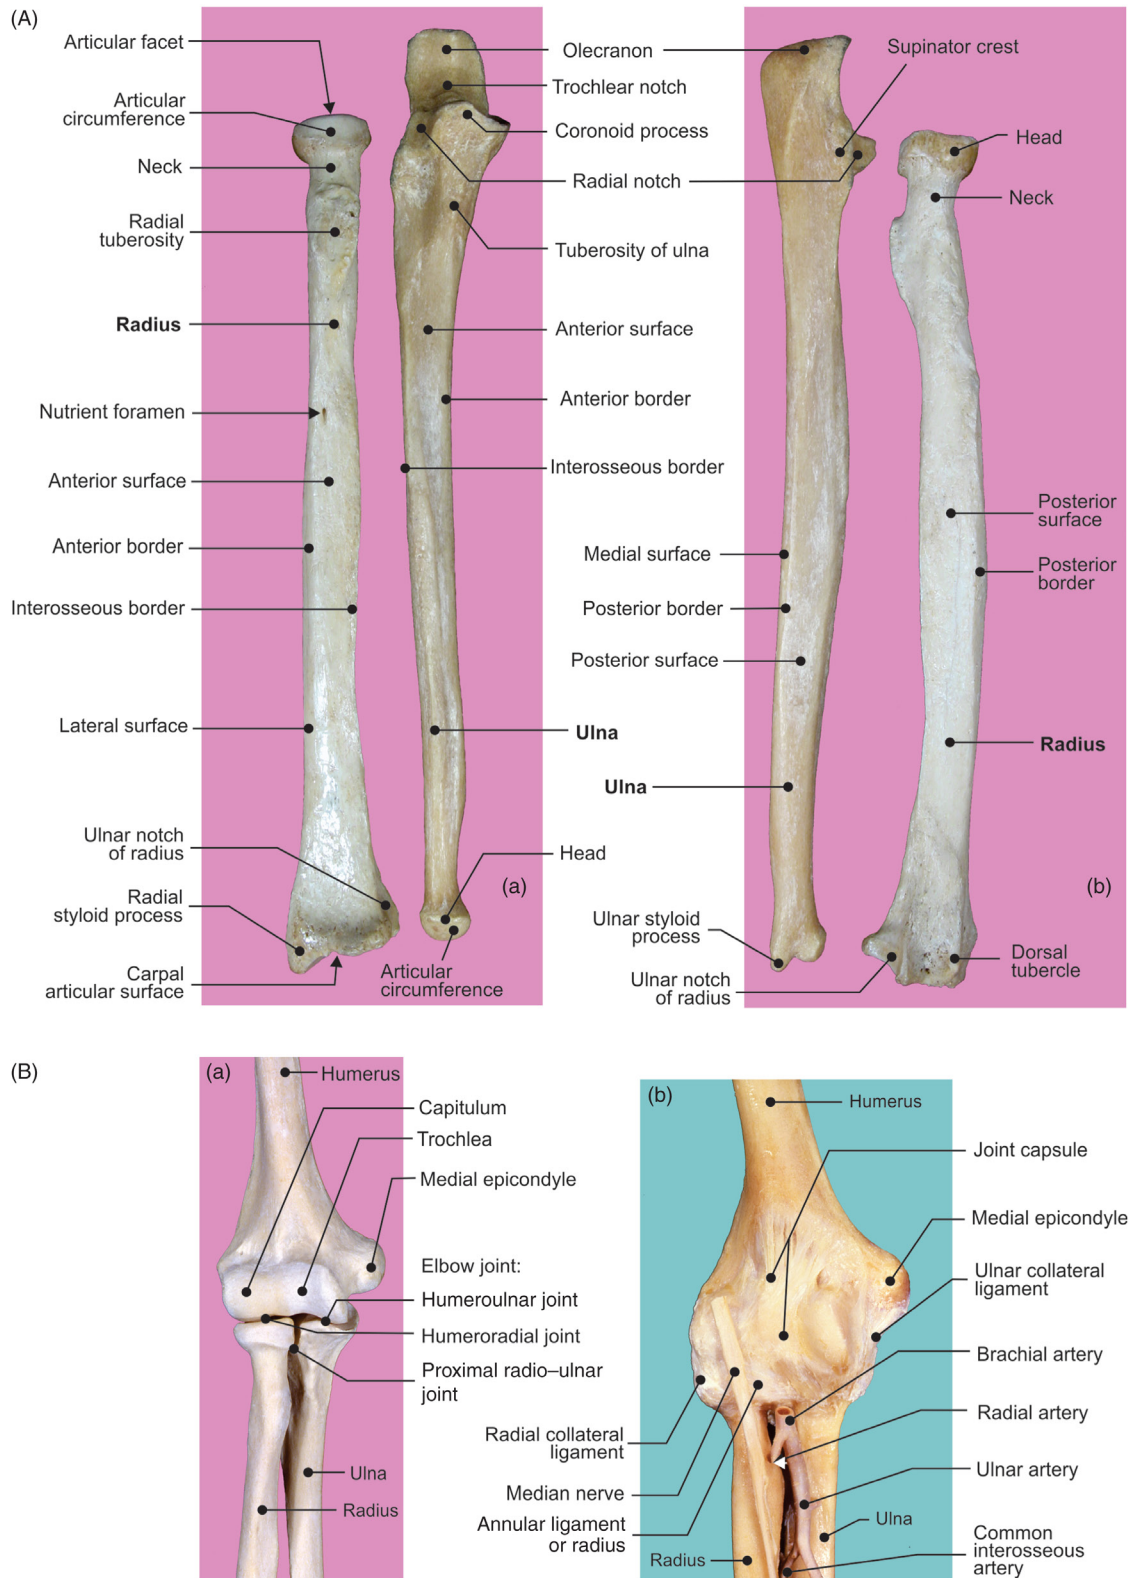 (A)
Articular facet
Articular
circumference
Neck
Radial
tuberosity
Radius
Nutrient foramen
Anterior surface
Anterior border
Interosseous border
Lateral surface
Ulnar notch
of radius
Radial
styloid process
Carpal
articular surface
Olecranon
Trochlear notch
Coronoid process
Radial notch
Tuberosity of ulna
Anterior surface
Anterior border
Interosseous border
Medial surface
Posterior border
Posterior surface
Ulna
Ulna
Head
(a)
Articular
circumference
Supinator crest
Head
Neck
Posterior
surface
Posterior
border
Radius
(b)
Ulnar styloid
process
Ulnar notch
of radius
Dorsal
tubercle
(B)
(a)
Humerus
Capitulum
Trochlea
Medial epicondyle
Elbow joint:
Humeroulnar joint
Humeroradial joint
Proximal radio–ulnar
joint
Ulna
Radius
(b)
Humerus
Joint capsule
Medial epicondyle
Ulnar collateral
ligament
Brachial artery
Radial artery
Ulnar artery
Ulna
Common
interosseous
artery
Radial collateral
ligament
Median nerve
Annular ligament
or radius
Radius